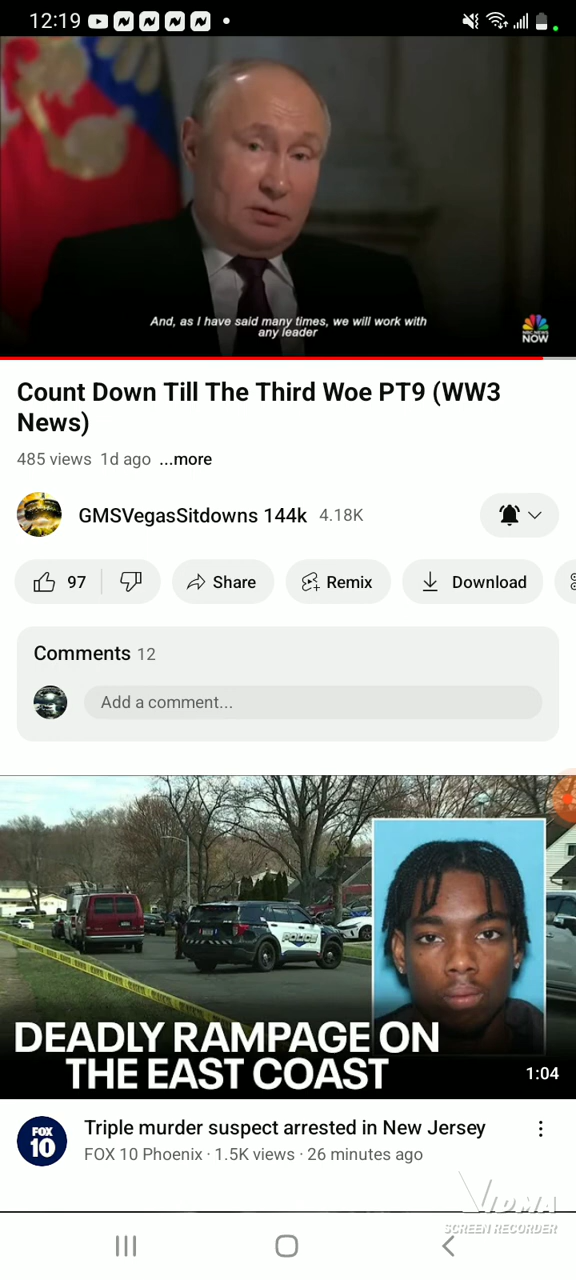 12:19
And, as I have said many times, we will work with
any leader
NBC NEWS
NOW
Count Down Till The Third Woe PT9 (WW3
News)
485 views 1d ago ...more
GMSVegasSitdowns 144k 4.18K
97 Share Remix Download
Comments 12
Add a comment...
DEADLY RAMPAGE ON
THE EAST COAST
1:04
FOX
10
Triple murder suspect arrested in New Jersey
FOX 10 Phoenix · 1.5K views · 26 minutes ago
VIDMA
SCREEN RECORDER